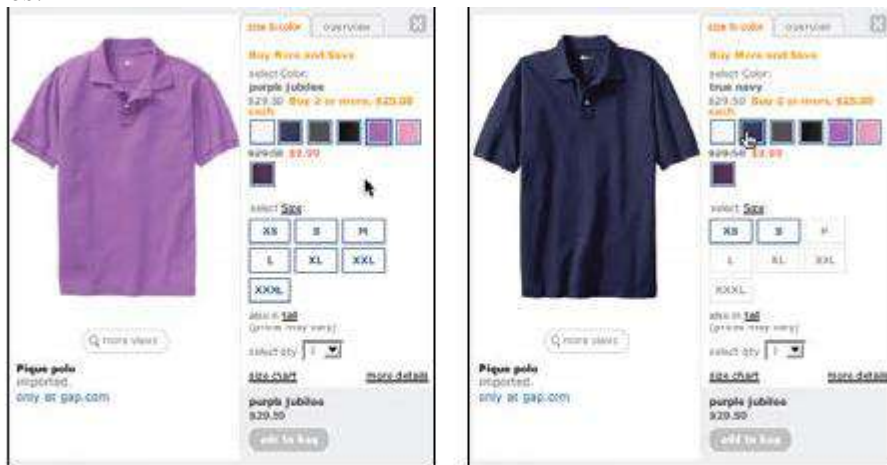 size & color overview
Buy More and Save
select Color:
purple jubilee
$29.50 Buy 2 or more, $25.00
each
$29.50 $9.99
select Size
XS S M
L XL XXL
XXXL
also in tall
(prices may vary)
select qty 1
size chart more details
purple jubilee
$29.50
add to bag
more views
Pique polo
imported.
only at gap.com
size & color overview
Buy More and Save
select Color:
true navy
$29.50 Buy 2 or more, $25.00
each
$29.50 $9.99
select Size
XS S M
L XL XXL
XXXL
also in tall
(prices may vary)
select qty 1
size chart more details
purple jubilee
$29.50
add to bag
more views
Pique polo
imported.
only at gap.com